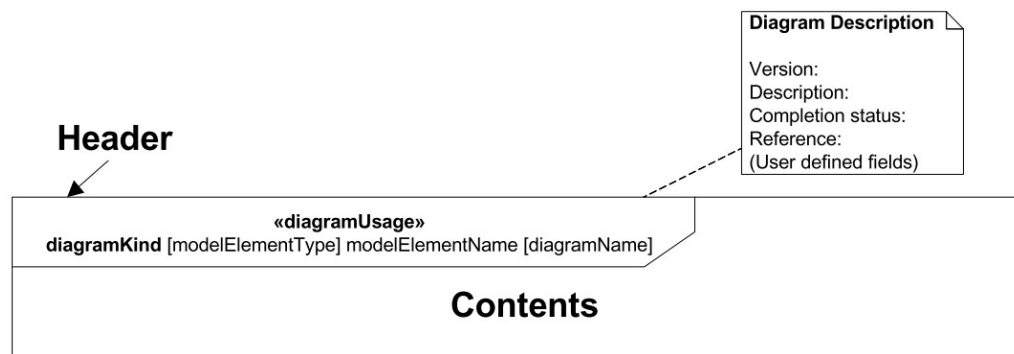 Diagram Description
Version:
Description:
Completion status:
Reference:
(User defined fields)
Header
«diagramUsage»
diagramKind [modelElementType] modelElementName [diagramName]
Contents